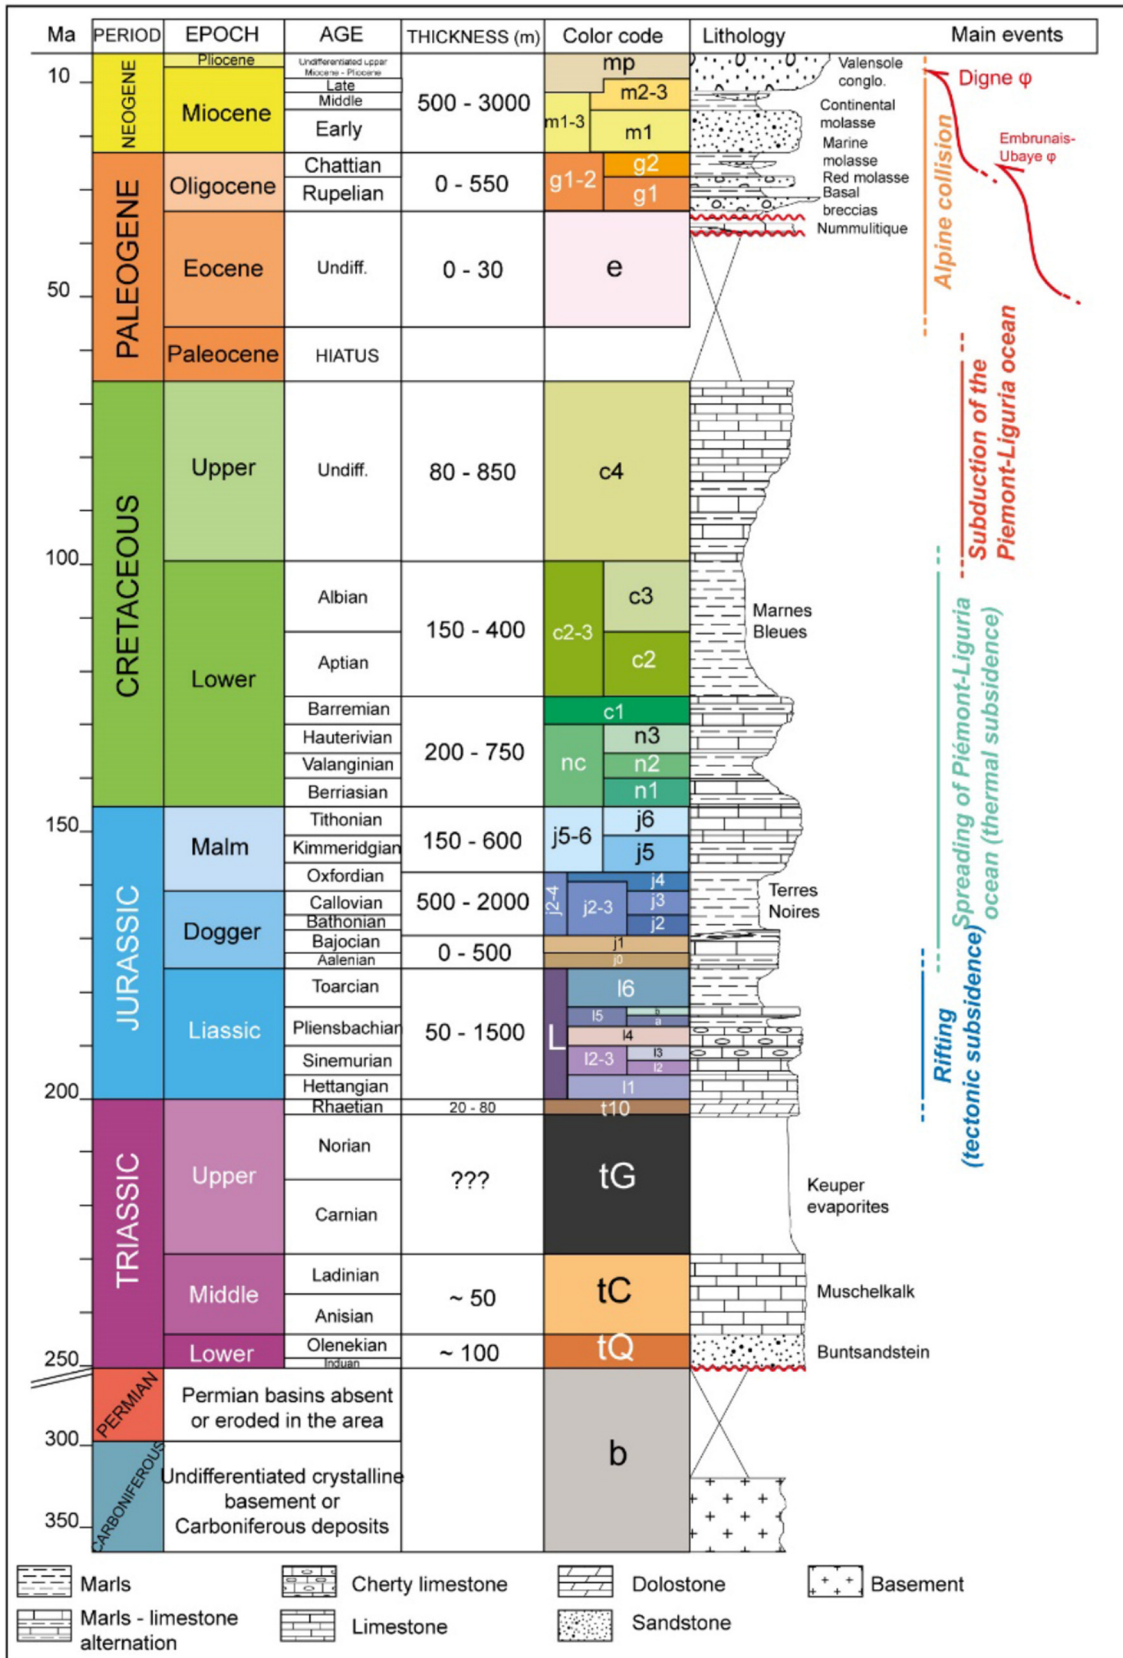 Ma PERIOD EPOCH AGE THICKNESS (m) Color code Lithology Main events
10
50
100
150
200
250
300
350
NEOGENE
PALEOGENE
CRETACEOUS
JURASSIC
TRIASSIC
PERMIAN
CARBONIFEROUS
Pliocene
Miocene
Oligocene
Eocene
Paleocene
Upper
Lower
Malm
Dogger
Liassic
Upper
Middle
Lower
Permian basins absent
or eroded in the area
Undifferentiated crystalline
basement or
Carboniferous deposits
Undifferentiated upper
Miocene - Pliocene
Late
Middle
Early
Chattian
Rupelian
Undiff.
HIATUS
Undiff.
Albian
Aptian
Barremian
Hauterivian
Valanginian
Berriasian
Tithonian
Kimmeridgian
Oxfordian
Callovian
Bathonian
Bajocian
Aalenian
Toarcian
Pliensbachian
Sinemurian
Hettangian
Rhaetian
Norian
Carnian
Ladinian
Anisian
Olenekian
Induan
500 - 3000
0 - 550
0 - 30
80 - 850
150 - 400
200 - 750
150 - 600
500 - 2000
0 - 500
50 - 1500
20 - 80
???
~ 50
~ 100
mp
m2-3
m1-3
m1
g1-2
g2
g1
e
c4
c2-3
c3
c2
c1
nc
n3
n2
n1
j5-6
j6
j5
j2-4
j4
j2-3
j3
j2
j1
j0
L
l6
l5
b
a
l4
l2-3
l3
l2
l1
t10
tG
tC
tQ
b
Valensole
conglo.
Continental
molasse
Marine
molasse
Red molasse
Basal
breccias
Nummulitique
Marnes
Bleues
Terres
Noires
Keuper
evaporites
Muschelkalk
Buntsandstein
Digne φ
Embrunais-
Ubaye φ
Alpine collision
Subduction of the
Piemont-Liguria ocean
Spreading of Piémont-Liguria
ocean (thermal subsidence)
Rifting
(tectonic subsidence)
Marls
Cherty limestone
Dolostone
Basement
Marls - limestone
alternation
Limestone
Sandstone